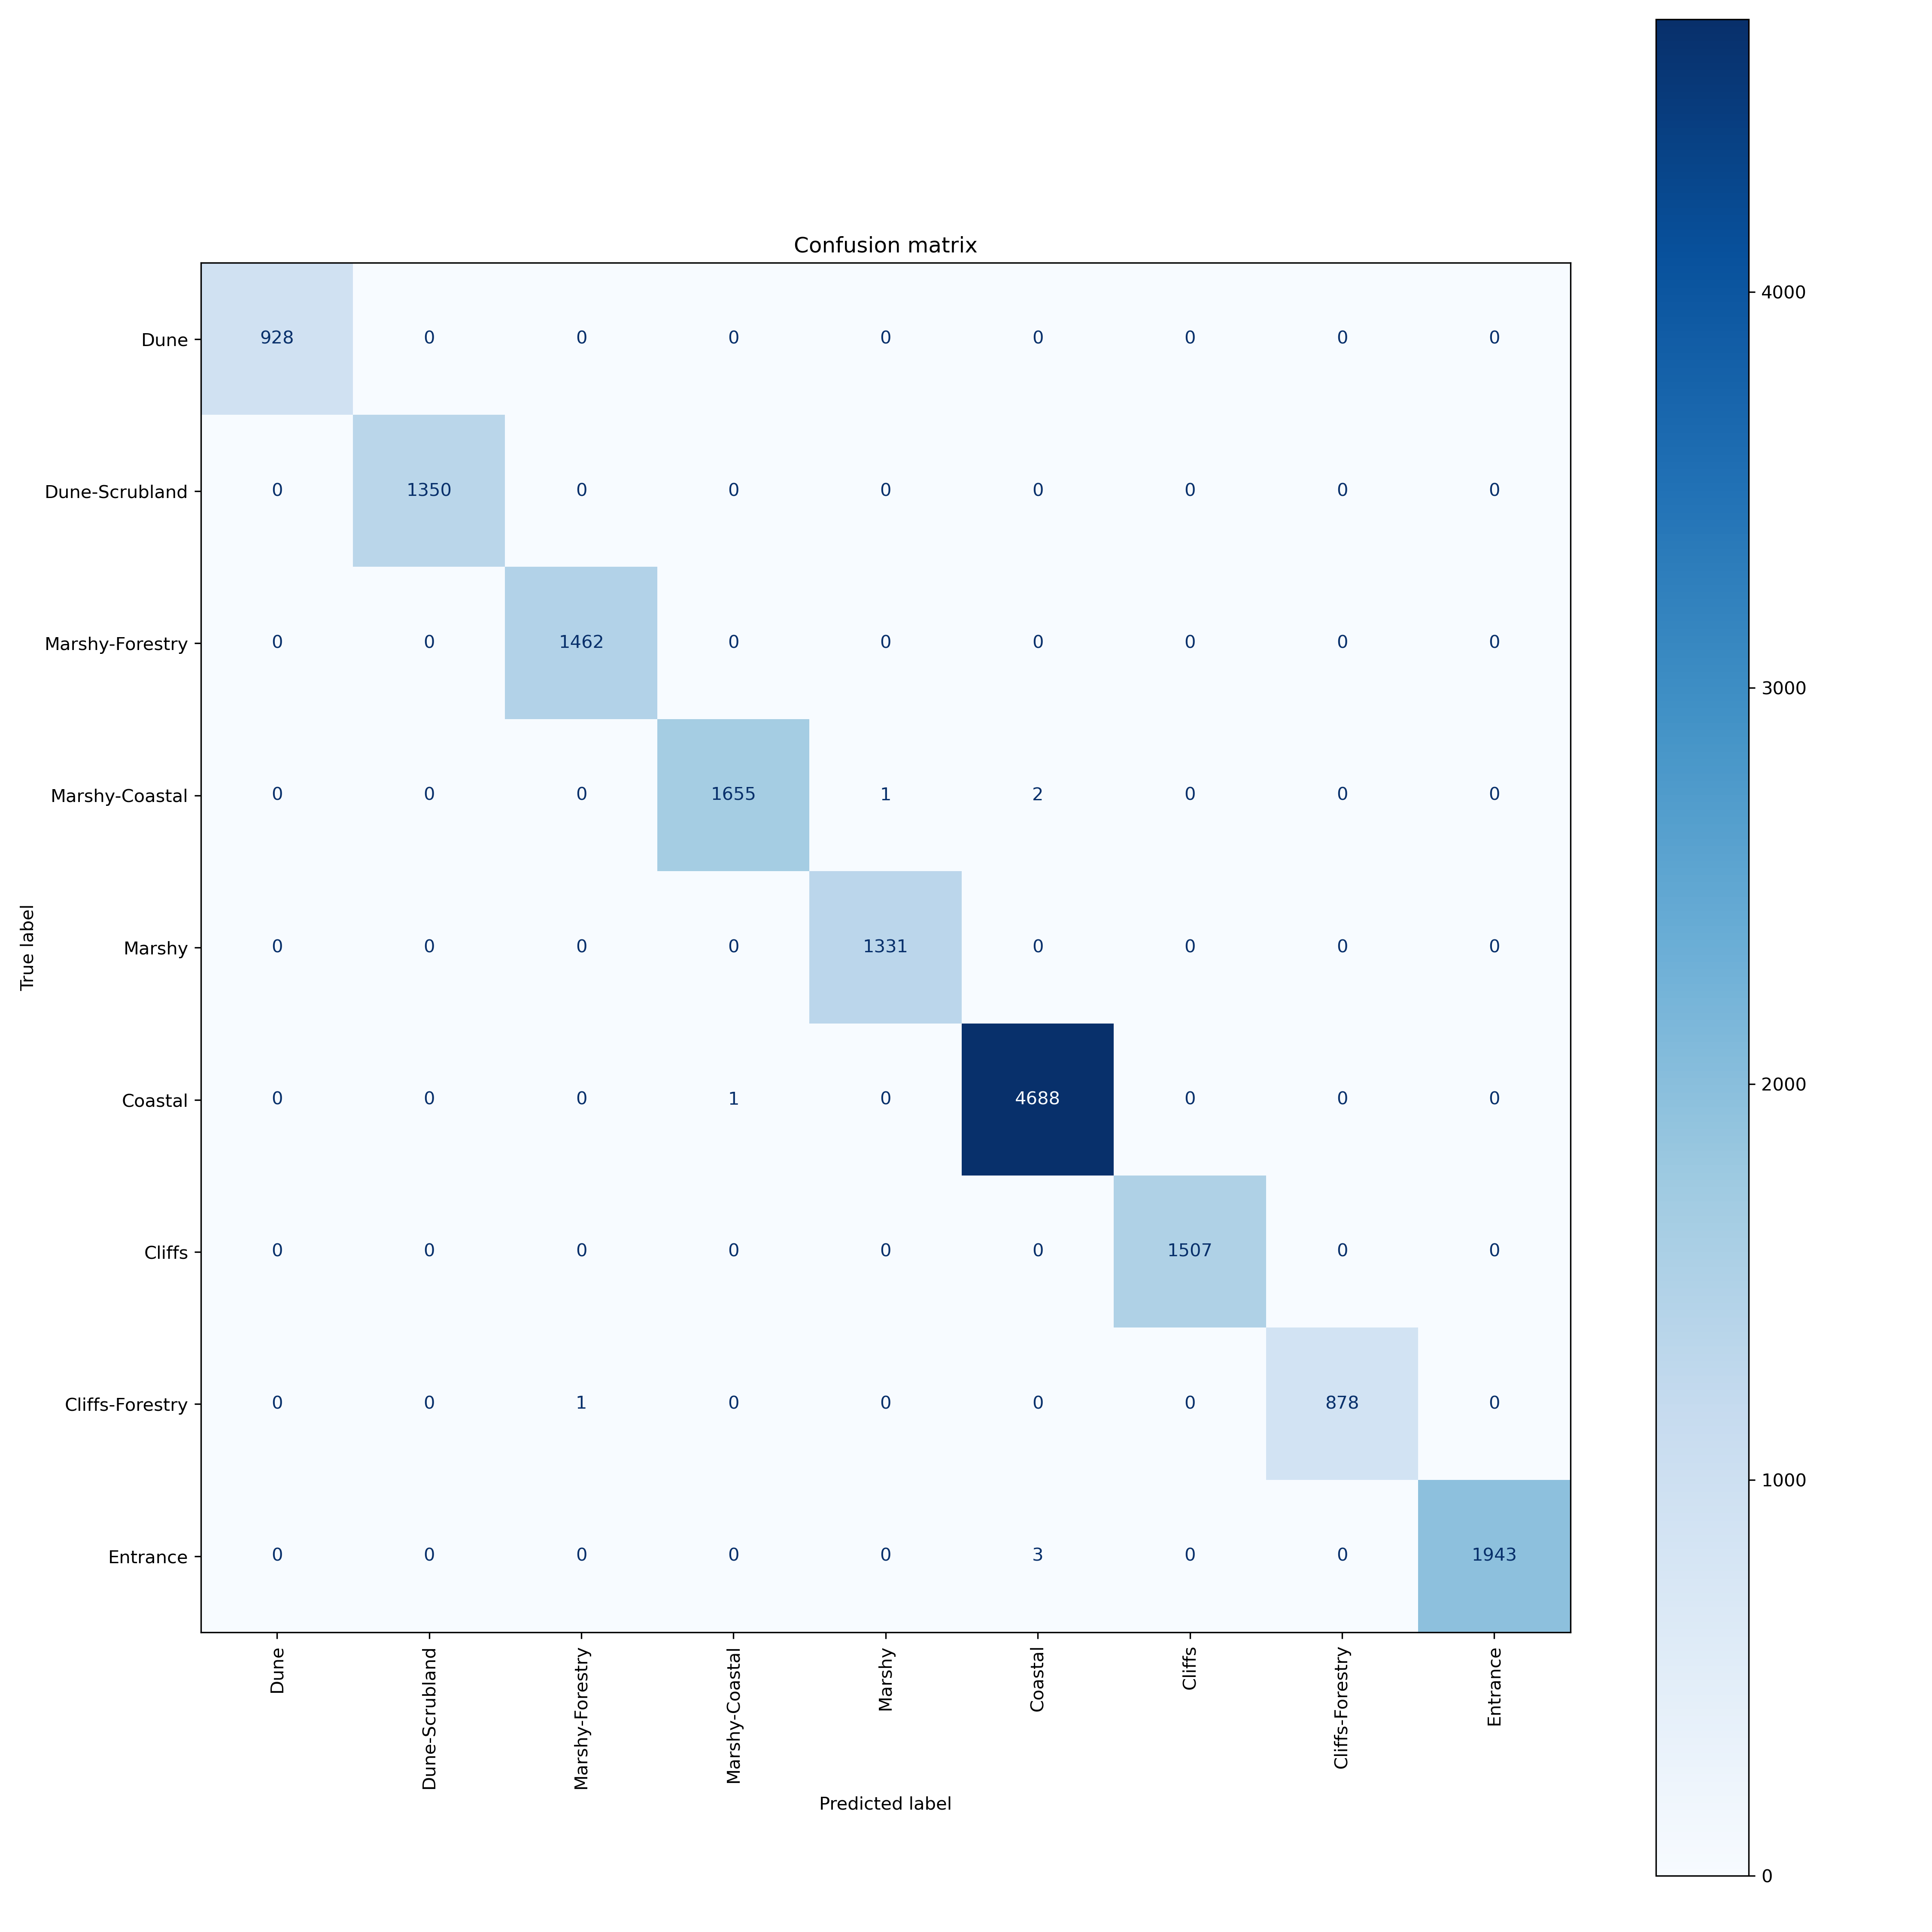 Confusion matrix
4000
3000
2000
1000
0
True label
Dune 928 0 0 0 0 0 0 0 0
Dune-Scrubland 0 1350 0 0 0 0 0 0 0
Marshy-Forestry 0 0 1462 0 0 0 0 0 0
Marshy-Coastal 0 0 0 1655 1 2 0 0 0
Marshy 0 0 0 0 1331 0 0 0 0
Coastal 0 0 0 1 0 4688 0 0 0
Cliffs 0 0 0 0 0 0 1507 0 0
Cliffs-Forestry 0 0 1 0 0 0 0 878 0
Entrance 0 0 0 0 0 3 0 0 1943
Dune
Dune-Scrubland
Marshy-Forestry
Marshy-Coastal
Marshy
Coastal
Cliffs
Cliffs-Forestry
Entrance
Predicted label